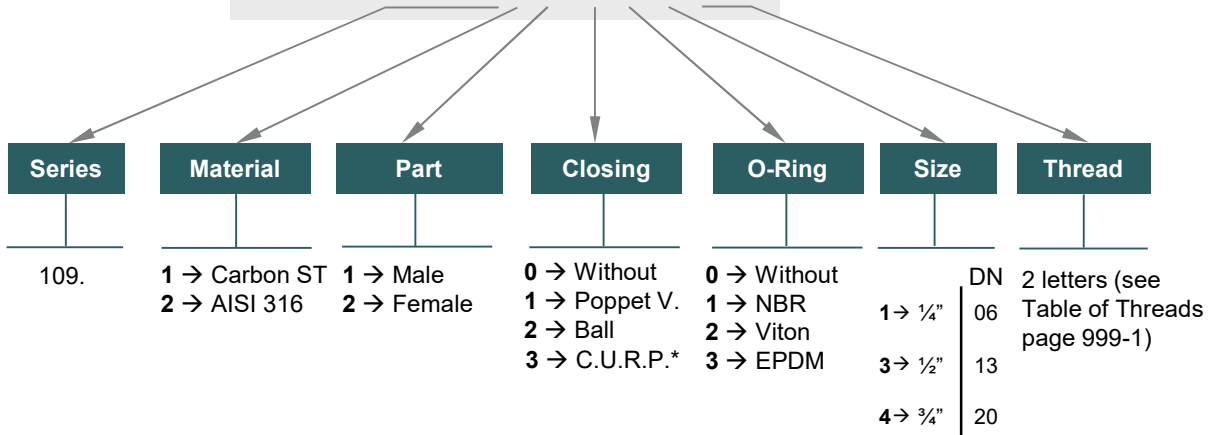 Series
Material
Part
Closing
O-Ring
Size
Thread
109.
1 → Carbon ST
2 → AISI 316
1 → Male
2 → Female
0 → Without
1 → Poppet V.
2 → Ball
3 → C.U.R.P.*
0 → Without
1 → NBR
2 → Viton
3 → EPDM
DN
1→ ¼” 06
3→ ½” 13
4→ ¾” 20
2 letters (see
Table of Threads
page 999-1)